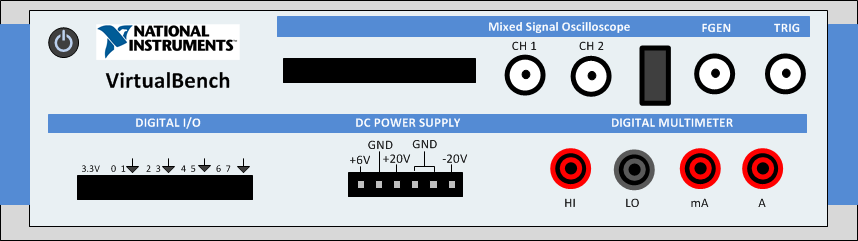 NATIONAL
INSTRUMENTS™
VirtualBench
Mixed Signal Oscilloscope FGEN TRIG
CH 1 CH 2
DIGITAL I/O DC POWER SUPPLY DIGITAL MULTIMETER
3.3V 0 1 2 3 4 5 6 7
GND GND
+6V +20V -20V
HI LO mA A